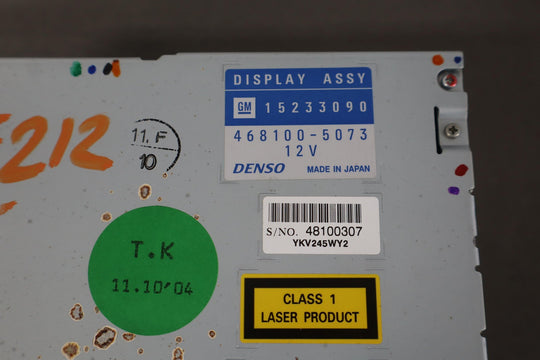 DISPLAY ASSY
GM 15233090
468100-5073
12V
DENSO MADE IN JAPAN
11.F
10
212
S/NO. 48100307
YKV245WY2
T.K
11.10'04
CLASS 1
LASER PRODUCT